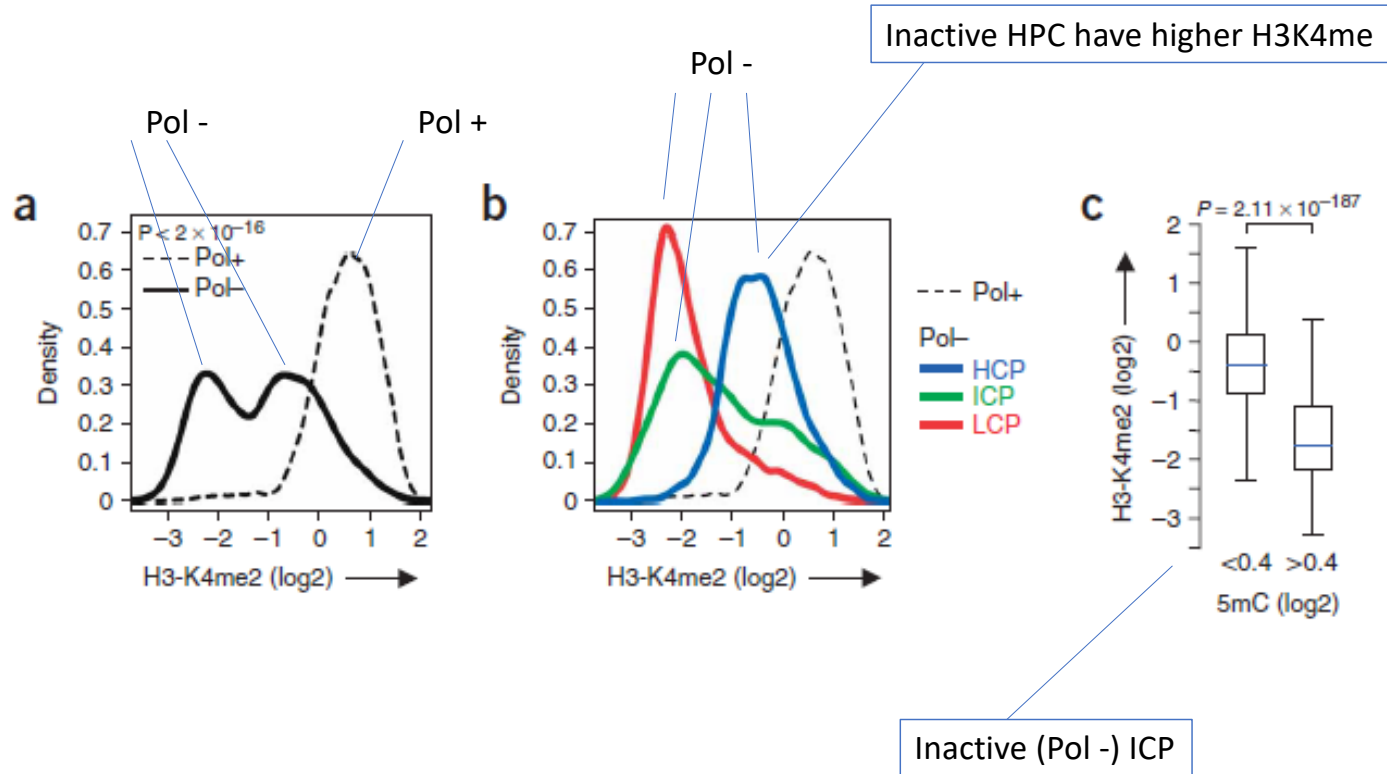 Inactive HPC have higher H3K4me
Pol -
Pol -
Pol +
a
P < 2 × 10⁻¹⁶
Pol+
Pol–
0.7
0.6
0.5
0.4
0.3
0.2
0.1
0
Density
–3 –2 –1 0 1 2
H3-K4me2 (log2)
b
0.7
0.6
0.5
0.4
0.3
0.2
0.1
0
Density
–3 –2 –1 0 1 2
H3-K4me2 (log2)
Pol+
Pol–
HCP
ICP
LCP
c
P = 2.11 × 10⁻¹⁸⁷
2
1
0
–1
–2
–3
H3-K4me2 (log2)
<0.4 >0.4
5mC (log2)
Inactive (Pol -) ICP